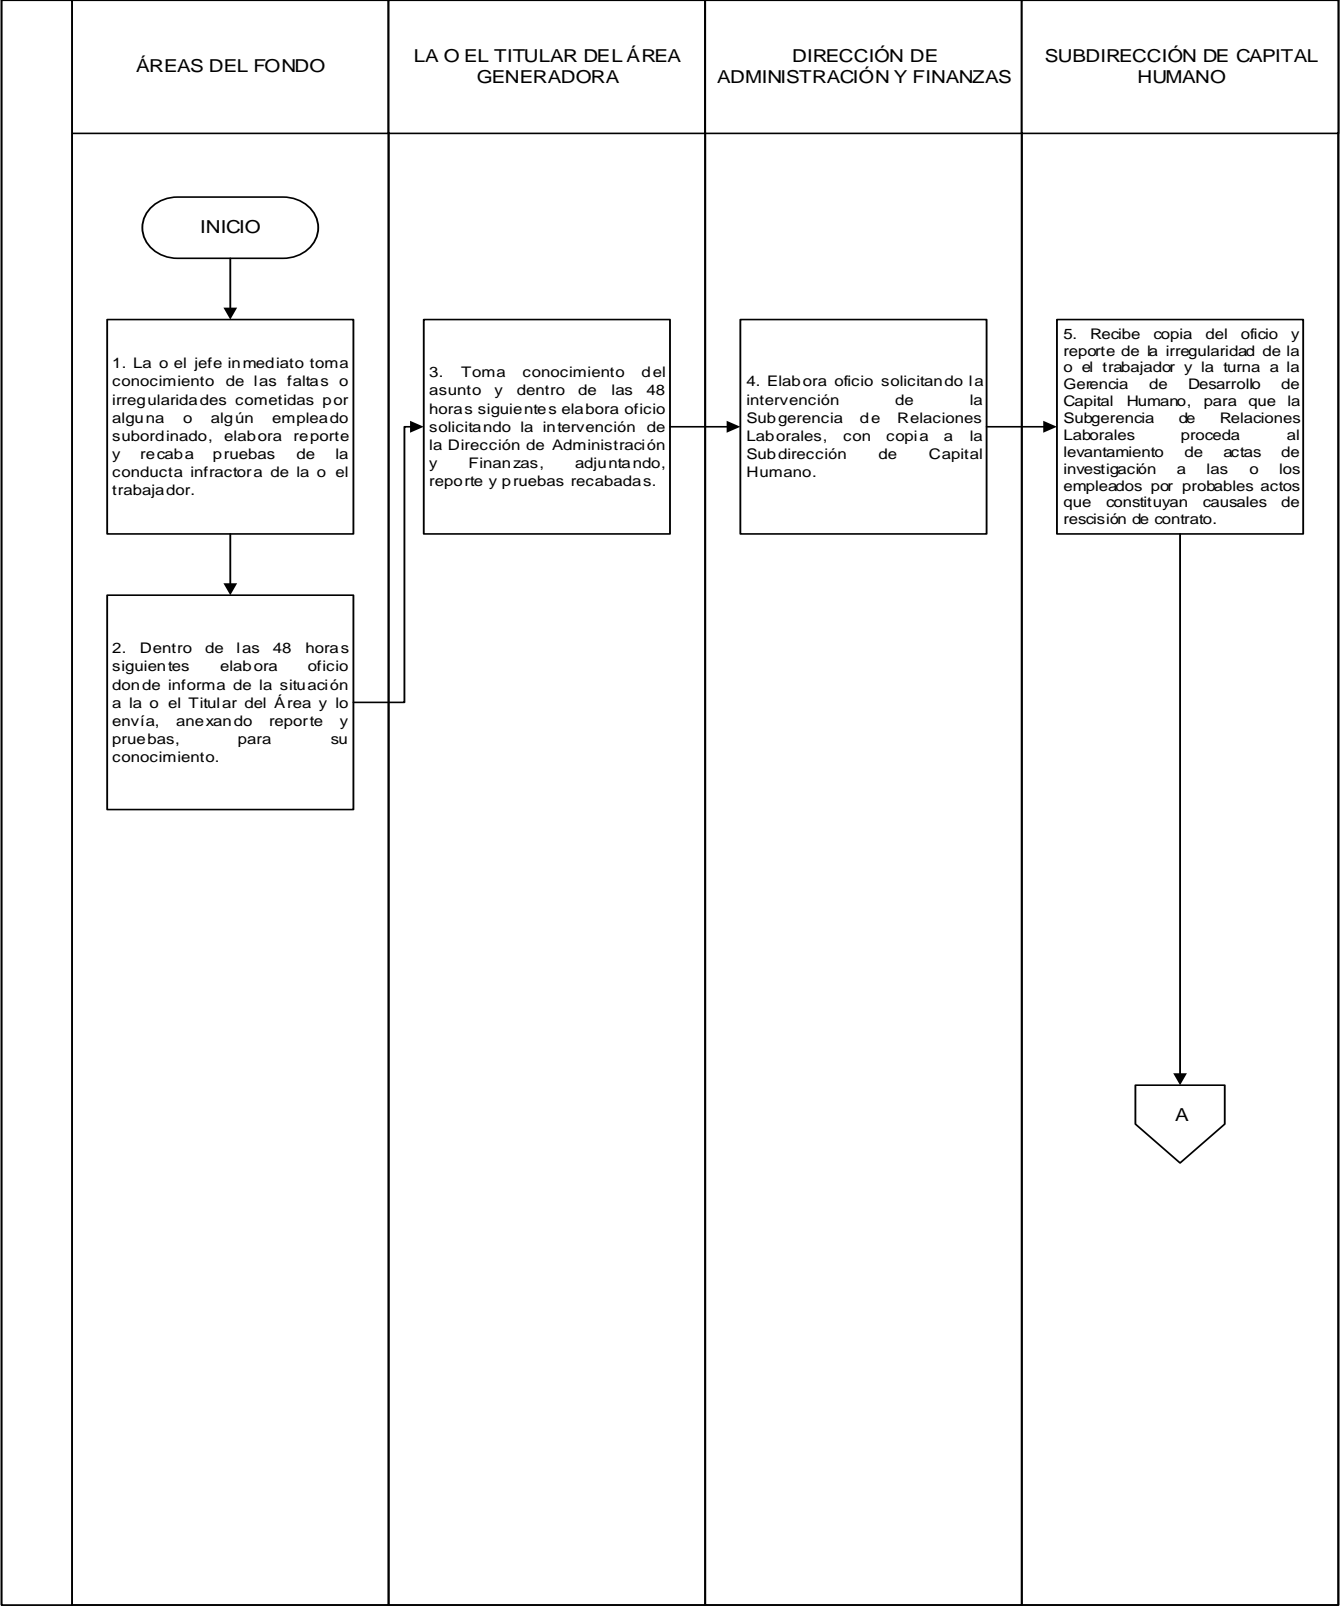 ÁREAS DEL FONDO
LA O EL TITULAR DEL ÁREA
GENERADORA
DIRECCIÓN DE
ADMINISTRACIÓN Y FINANZAS
SUBDIRECCIÓN DE CAPITAL
HUMANO
INICIO
1. La o el jefe inmediato toma
conocimiento de las faltas o
irregularidades cometidas por
alguna o algún empleado
subordinado, elabora reporte
y recaba pruebas de la
conducta infractora de la o el
trabajador.
2. Dentro de las 48 horas
siguientes elabora oficio
donde informa de la situación
a la o el Titular del Área y lo
envía, anexando reporte y
pruebas, para su
conocimiento.
3. Toma conocimiento del
asunto y dentro de las 48
horas siguientes elabora oficio
solicitando la intervención de
la Dirección de Administración
y Finanzas, adjuntando,
reporte y pruebas recabadas.
4. Elabora oficio solicitando la
intervención de la
Subgerencia de Relaciones
Laborales, con copia a la
Subdirección de Capital
Humano.
5. Recibe copia del oficio y
reporte de la irregularidad de la
o el trabajador y la turna a la
Gerencia de Desarrollo de
Capital Humano, para que la
Subgerencia de Relaciones
Laborales proceda al
levantamiento de actas de
investigación a las o los
empleados por probables actos
que constituyan causales de
rescisión de contrato.
A